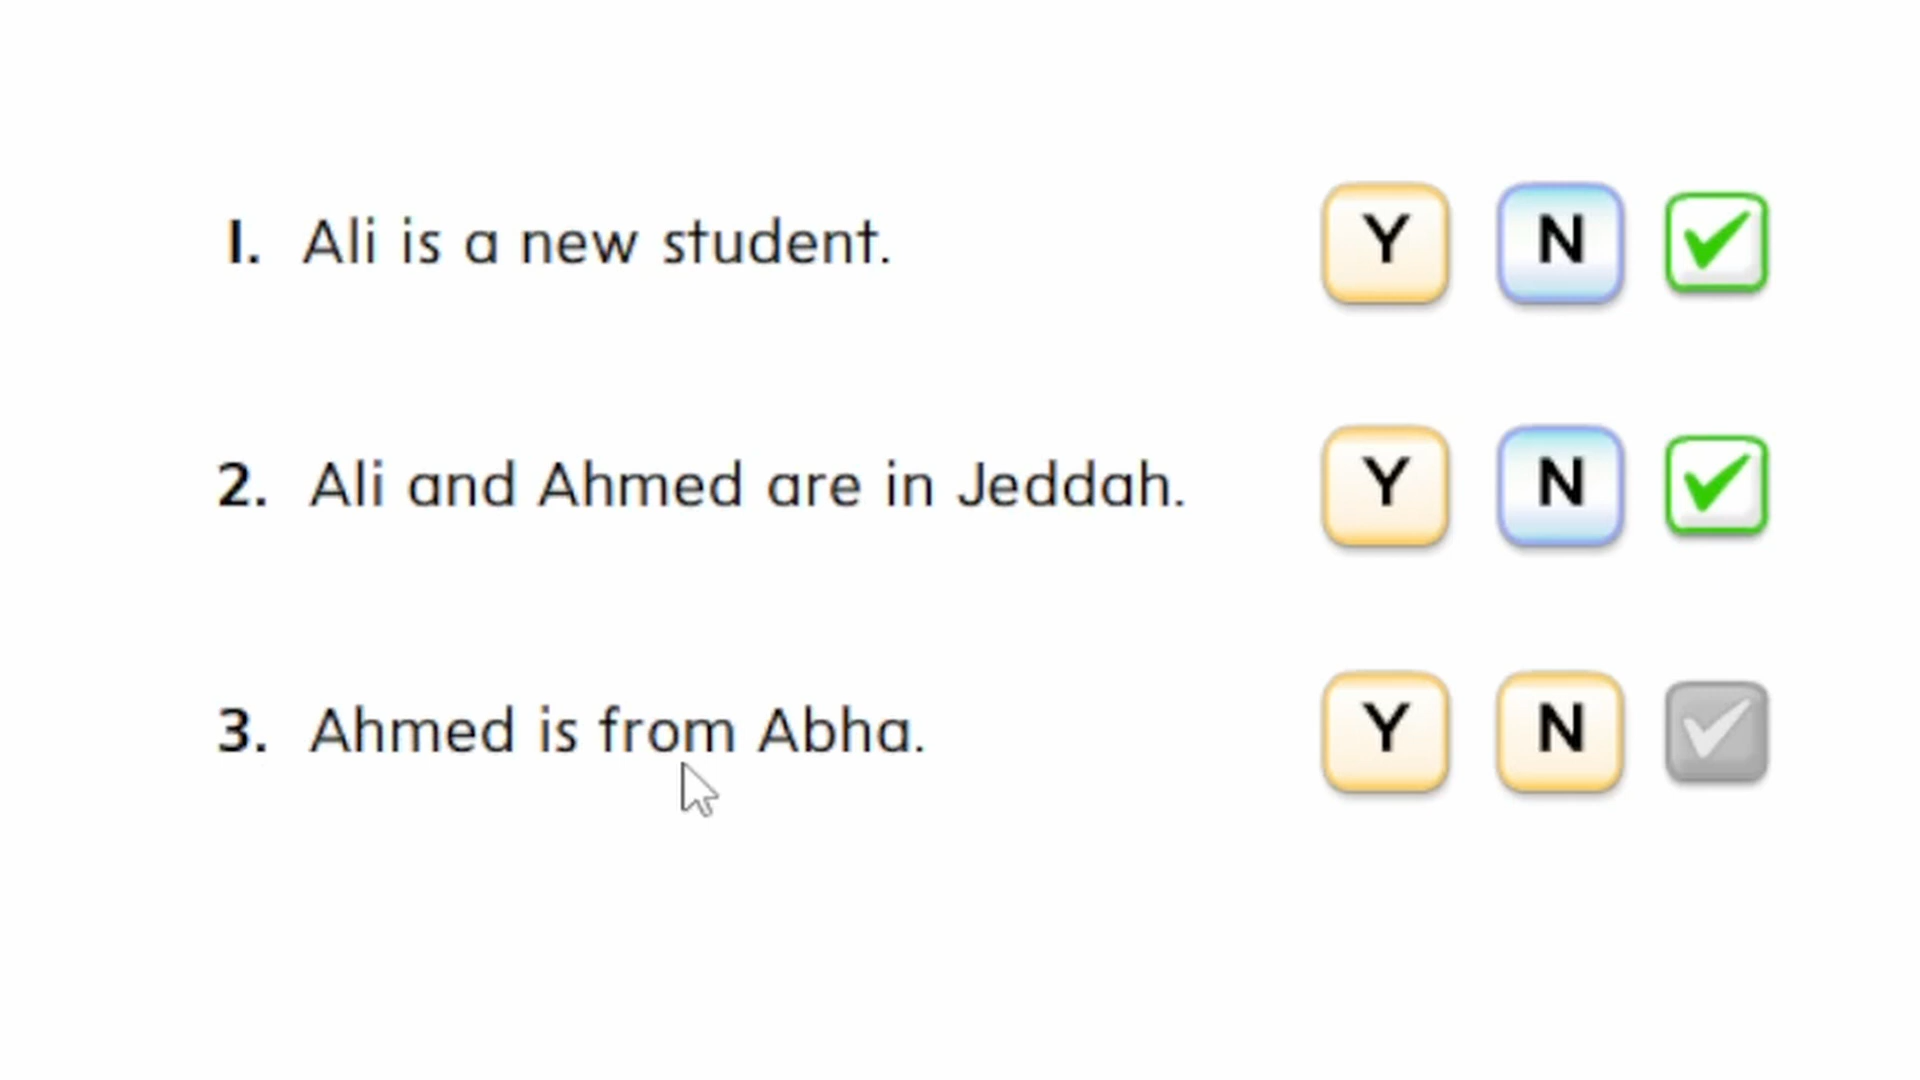 1. Ali is a new student. Y N
2. Ali and Ahmed are in Jeddah. Y N
3. Ahmed is from Abha. Y N